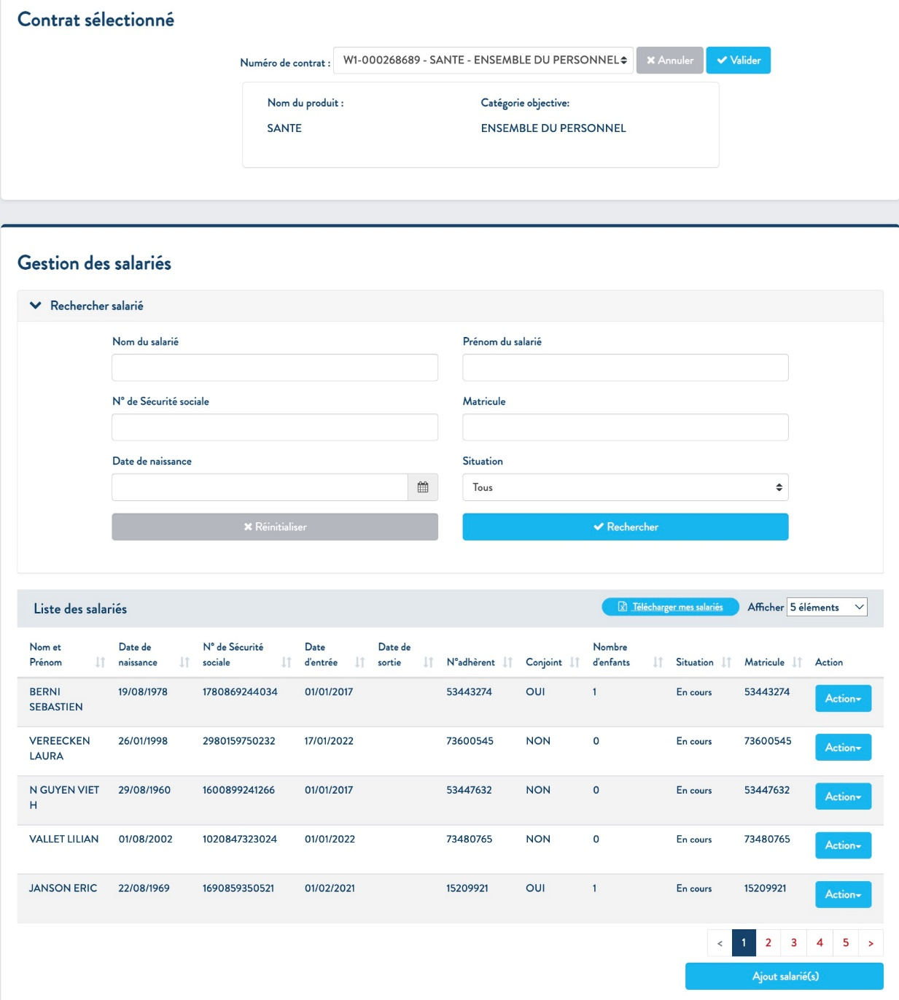 Contrat sélectionné
Numéro de contrat : W1-000268689 - SANTE - ENSEMBLE DU PERSONNEL Annuler Valider
Nom du produit : Catégorie objective:
SANTE ENSEMBLE DU PERSONNEL
Gestion des salariés
Rechercher salarié
Nom du salarié Prénom du salarié
N° de Sécurité sociale Matricule
Date de naissance Situation
Tous
Réinitialiser Rechercher
Liste des salariés Télécharger mes salariés Afficher 5 éléments
Nom et Date de N° de Sécurité Date Date de Nombre
Prénom naissance sociale d'entrée sortie N°adhèrent Conjoint d'enfants Situation Matricule Action
BERNI 19/08/1978 1780869244034 01/01/2017 53443274 OUI 1 En cours 53443274 Action
SEBASTIEN
VEREECKEN 26/01/1998 2980159750232 17/01/2022 73600545 NON 0 En cours 73600545 Action
LAURA
N GUYEN VIET 29/08/1960 1600899241266 01/01/2017 53447632 NON 0 En cours 53447632 Action
H
VALLET LILIAN 01/08/2002 1020847323024 01/01/2022 73480765 NON 0 En cours 73480765 Action
JANSON ERIC 22/08/1969 1690859350521 01/02/2021 15209921 OUI 1 En cours 15209921 Action
< 1 2 3 4 5 >
Ajout salarié(s)